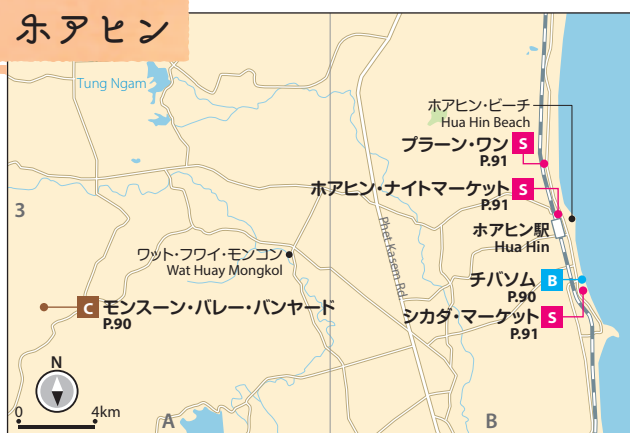 ホアヒン
Tung Ngam
ホアヒン・ビーチ
Hua Hin Beach
プラーン・ワン S
P.91
ホアヒン・ナイトマーケット S
P.91
3
ホアヒン駅
Hua Hin
ワット・フワイ・モンコン
Wat Huay Mongkol
Phet Kasem Rd.
チバソム B
P.90
C モンスーン・バレー・バンヤード
P.90
シカダ・マーケット S
P.91
N
0 4km
A B